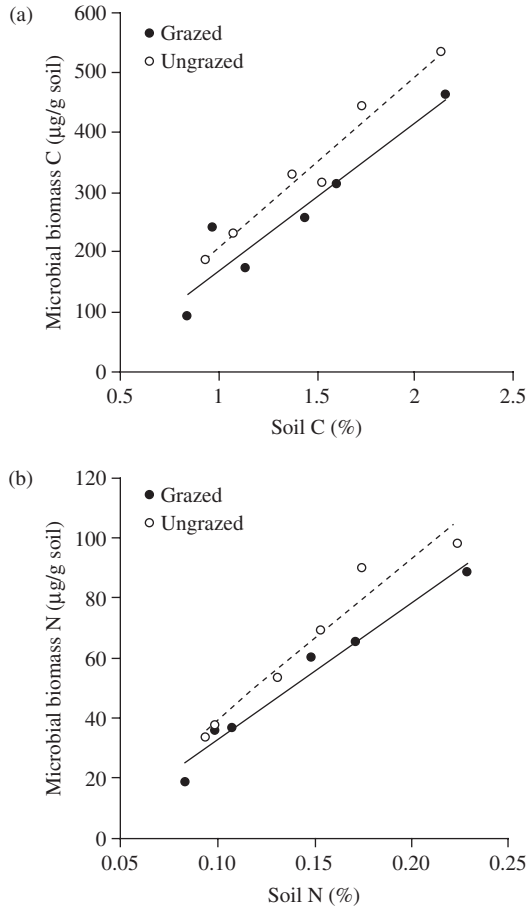 (a)
600
500
400
300
200
100
0
Microbial biomass C (µg/g soil)
Grazed
Ungrazed
0.5 1 1.5 2 2.5
Soil C (%)
(b)
120
100
80
60
40
20
0
Microbial biomass N (µg/g soil)
Grazed
Ungrazed
0.05 0.10 0.15 0.20 0.25
Soil N (%)